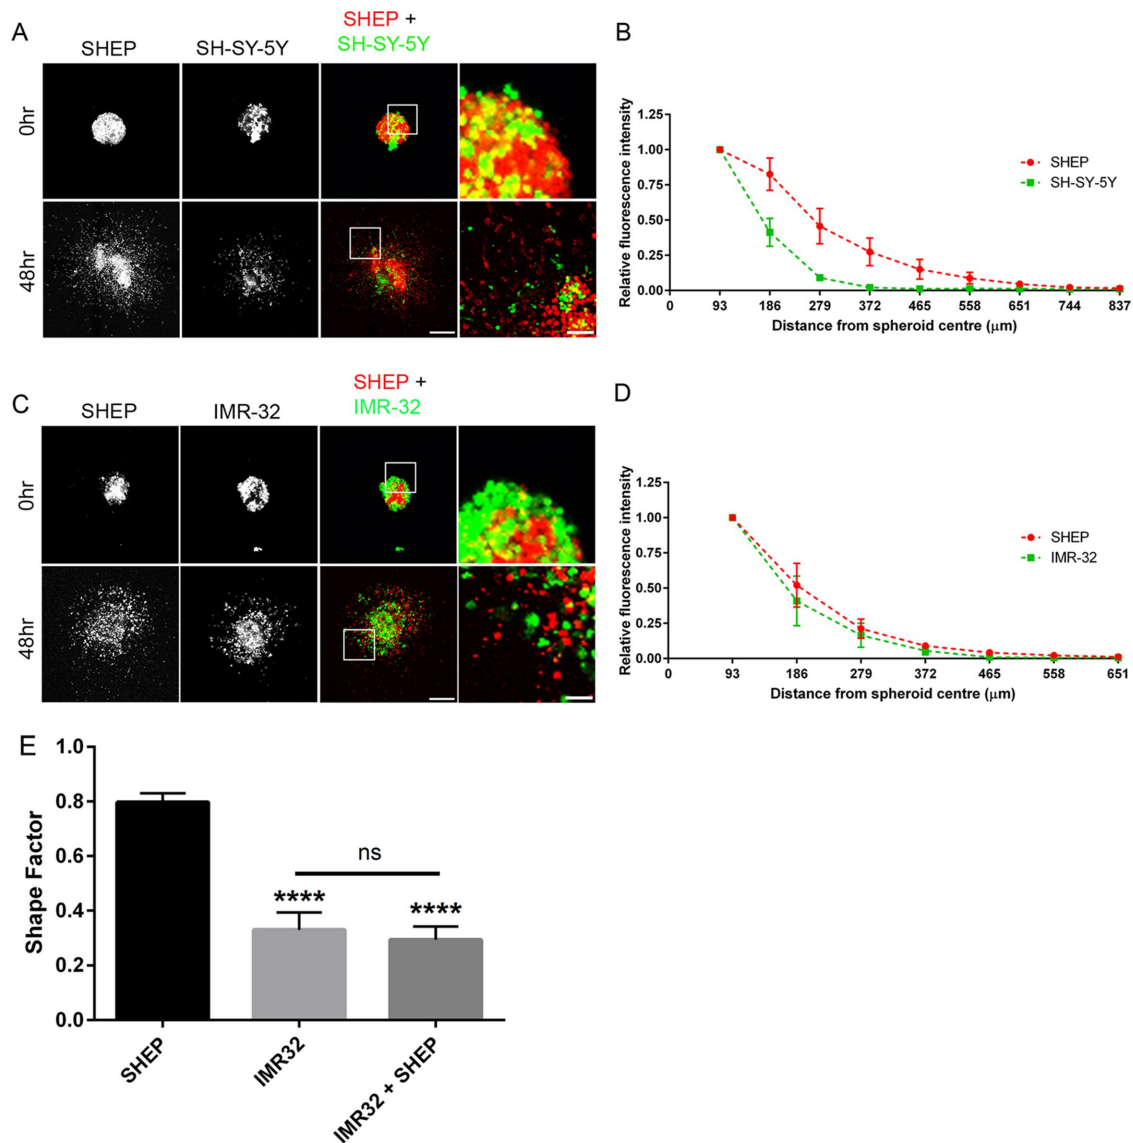 A
SHEP
SH-SY-5Y
SHEP +
SH-SY-5Y
0hr
48hr
B
Relative fluorescence intensity
1.25
1.00
0.75
0.50
0.25
0.00
0
93
186
279
372
465
558
651
744
837
Distance from spheroid centre (μm)
SHEP
SH-SY-5Y
C
SHEP
IMR-32
SHEP +
IMR-32
0hr
48hr
D
Relative fluorescence intensity
1.25
1.00
0.75
0.50
0.25
0.00
0
93
186
279
372
465
558
651
Distance from spheroid centre (μm)
SHEP
IMR-32
E
Shape Factor
1.0
0.8
0.6
0.4
0.2
0.0
ns
****
****
SHEP
IMR32
IMR32 + SHEP